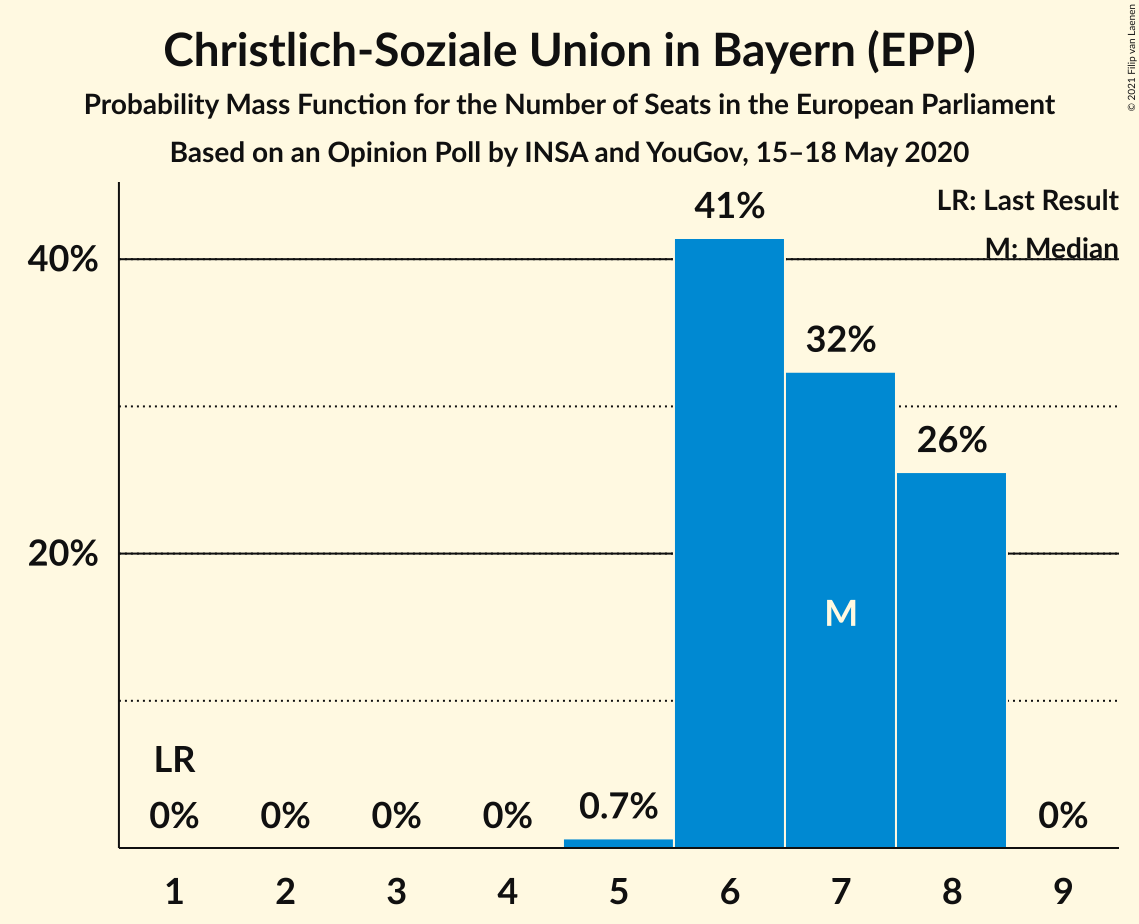 Christlich-Soziale Union in Bayern (EPP)
Probability Mass Function for the Number of Seats in the European Parliament
Based on an Opinion Poll by INSA and YouGov, 15–18 May 2020
© 2021 Filip van Laenen
LR: Last Result
M: Median
41%
40%
32%
26%
20%
M
LR
0% 0% 0% 0% 0.7% 0%
1 2 3 4 5 6 7 8 9